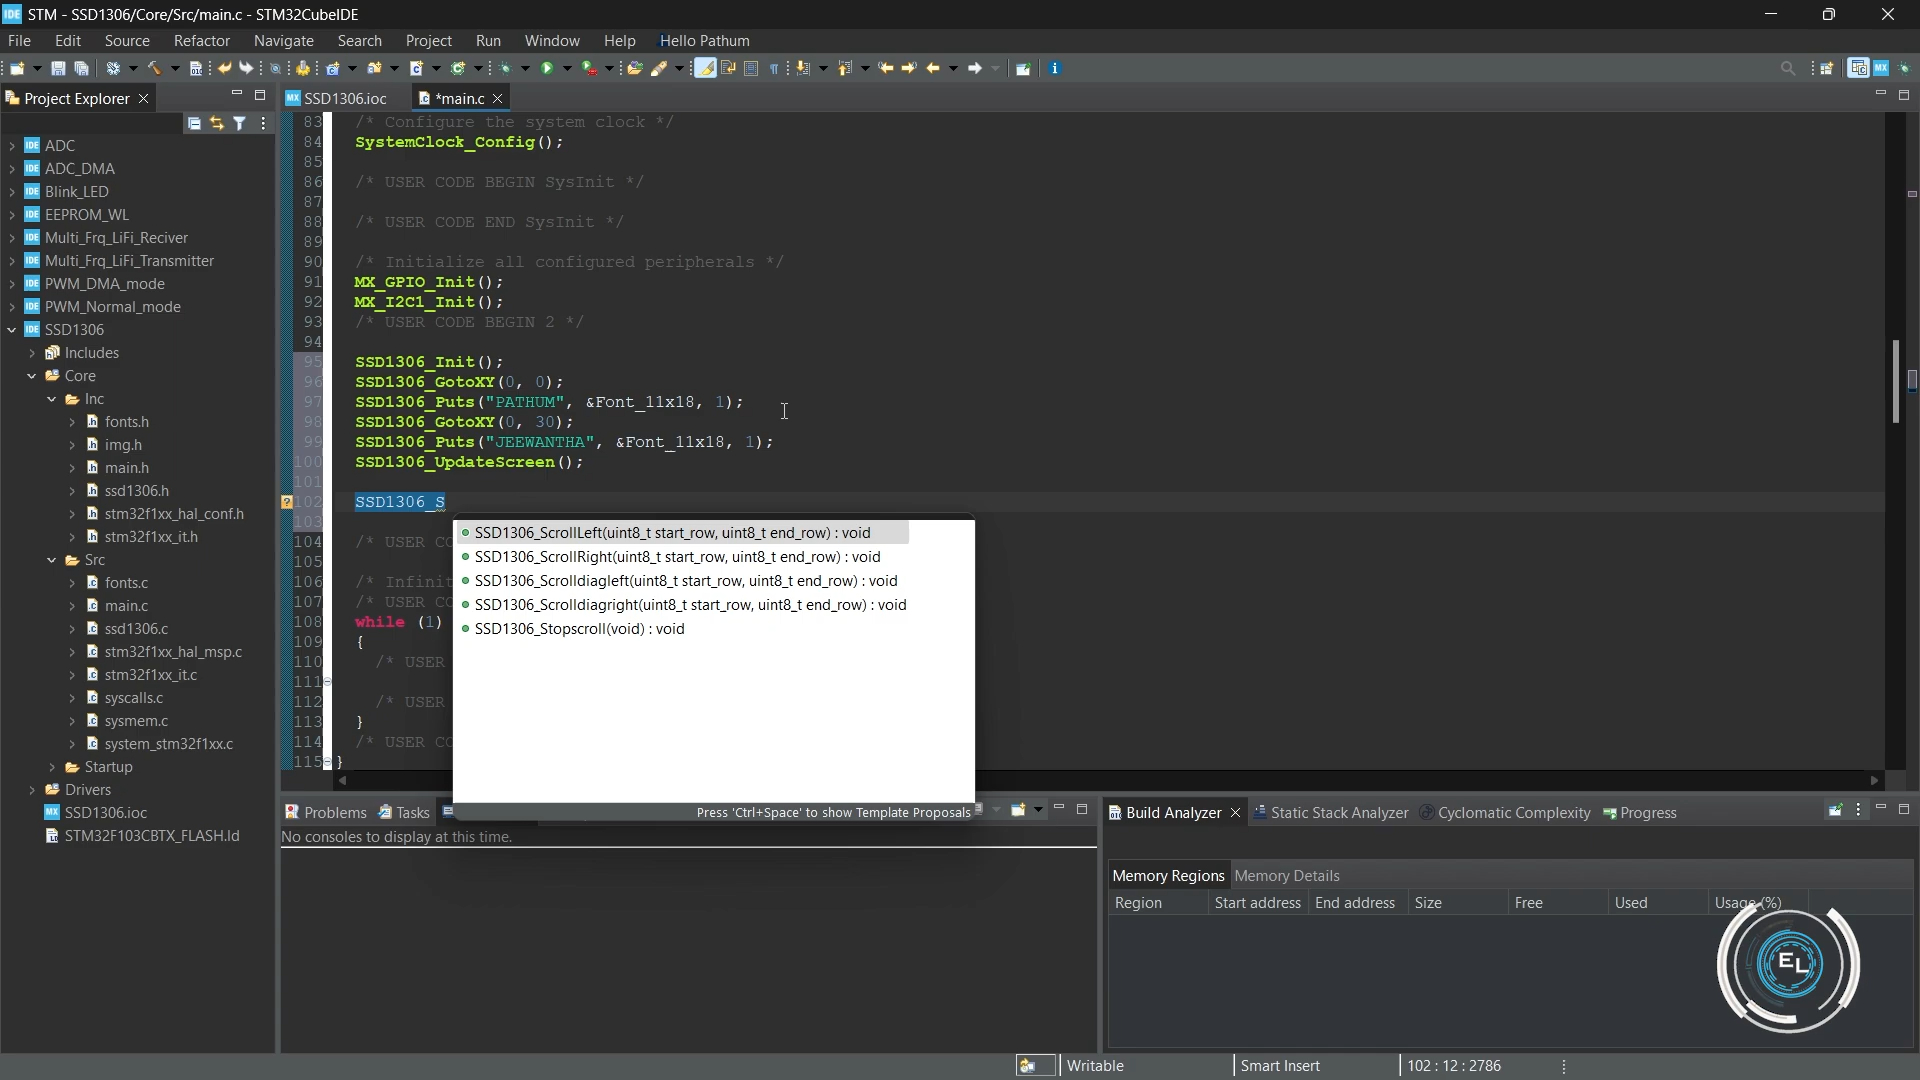 STM - SSD1306/Core/Src/main.c - STM32CubeIDE
File Edit Source Refactor Navigate Search Project Run Window Help Hello Pathum
Project Explorer
SSD1306.ioc
*main.c
ADC
ADC_DMA
Blink_LED
EEPROM_WL
Multi_Frq_LiFi_Reciver
Multi_Frq_LiFi_Transmitter
PWM_DMA_mode
PWM_Normal_mode
SSD1306
Includes
Core
Inc
fonts.h
img.h
main.h
ssd1306.h
stm32f1xx_hal_conf.h
stm32f1xx_it.h
Src
fonts.c
main.c
ssd1306.c
stm32f1xx_hal_msp.c
stm32f1xx_it.c
syscalls.c
sysmem.c
system_stm32f1xx.c
Startup
Drivers
SSD1306.ioc
STM32F103CBTX_FLASH.ld
83 /* Configure the system clock */
84 SystemClock_Config();
85
86 /* USER CODE BEGIN SysInit */
87
88 /* USER CODE END SysInit */
89
90 /* Initialize all configured peripherals */
91 MX_GPIO_Init();
92 MX_I2C1_Init();
93 /* USER CODE BEGIN 2 */
94
95 SSD1306_Init();
96 SSD1306_GotoXY(0, 0);
97 SSD1306_Puts("PATHUM", &Font_11x18, 1);
98 SSD1306_GotoXY(0, 30);
99 SSD1306_Puts("JEEWANTHA", &Font_11x18, 1);
100 SSD1306_UpdateScreen();
101
102 SSD1306_S
103
104 /* USER CO
105
106 /* Infinit
107 /* USER CO
108 while (1)
109 {
110 /* USER
111
112 /* USER
113 }
114 /* USER CO
115 }
SSD1306_ScrollLeft(uint8_t start_row, uint8_t end_row) : void
SSD1306_ScrollRight(uint8_t start_row, uint8_t end_row) : void
SSD1306_Scrolldiagleft(uint8_t start_row, uint8_t end_row) : void
SSD1306_Scrolldiagright(uint8_t start_row, uint8_t end_row) : void
SSD1306_Stopscroll(void) : void
Press 'Ctrl+Space' to show Template Proposals
Problems Tasks
No consoles to display at this time.
Build Analyzer Static Stack Analyzer Cyclomatic Complexity Progress
Memory Regions Memory Details
Region Start address End address Size Free Used Usage (%)
EL
Writable Smart Insert 102 : 12 : 2786